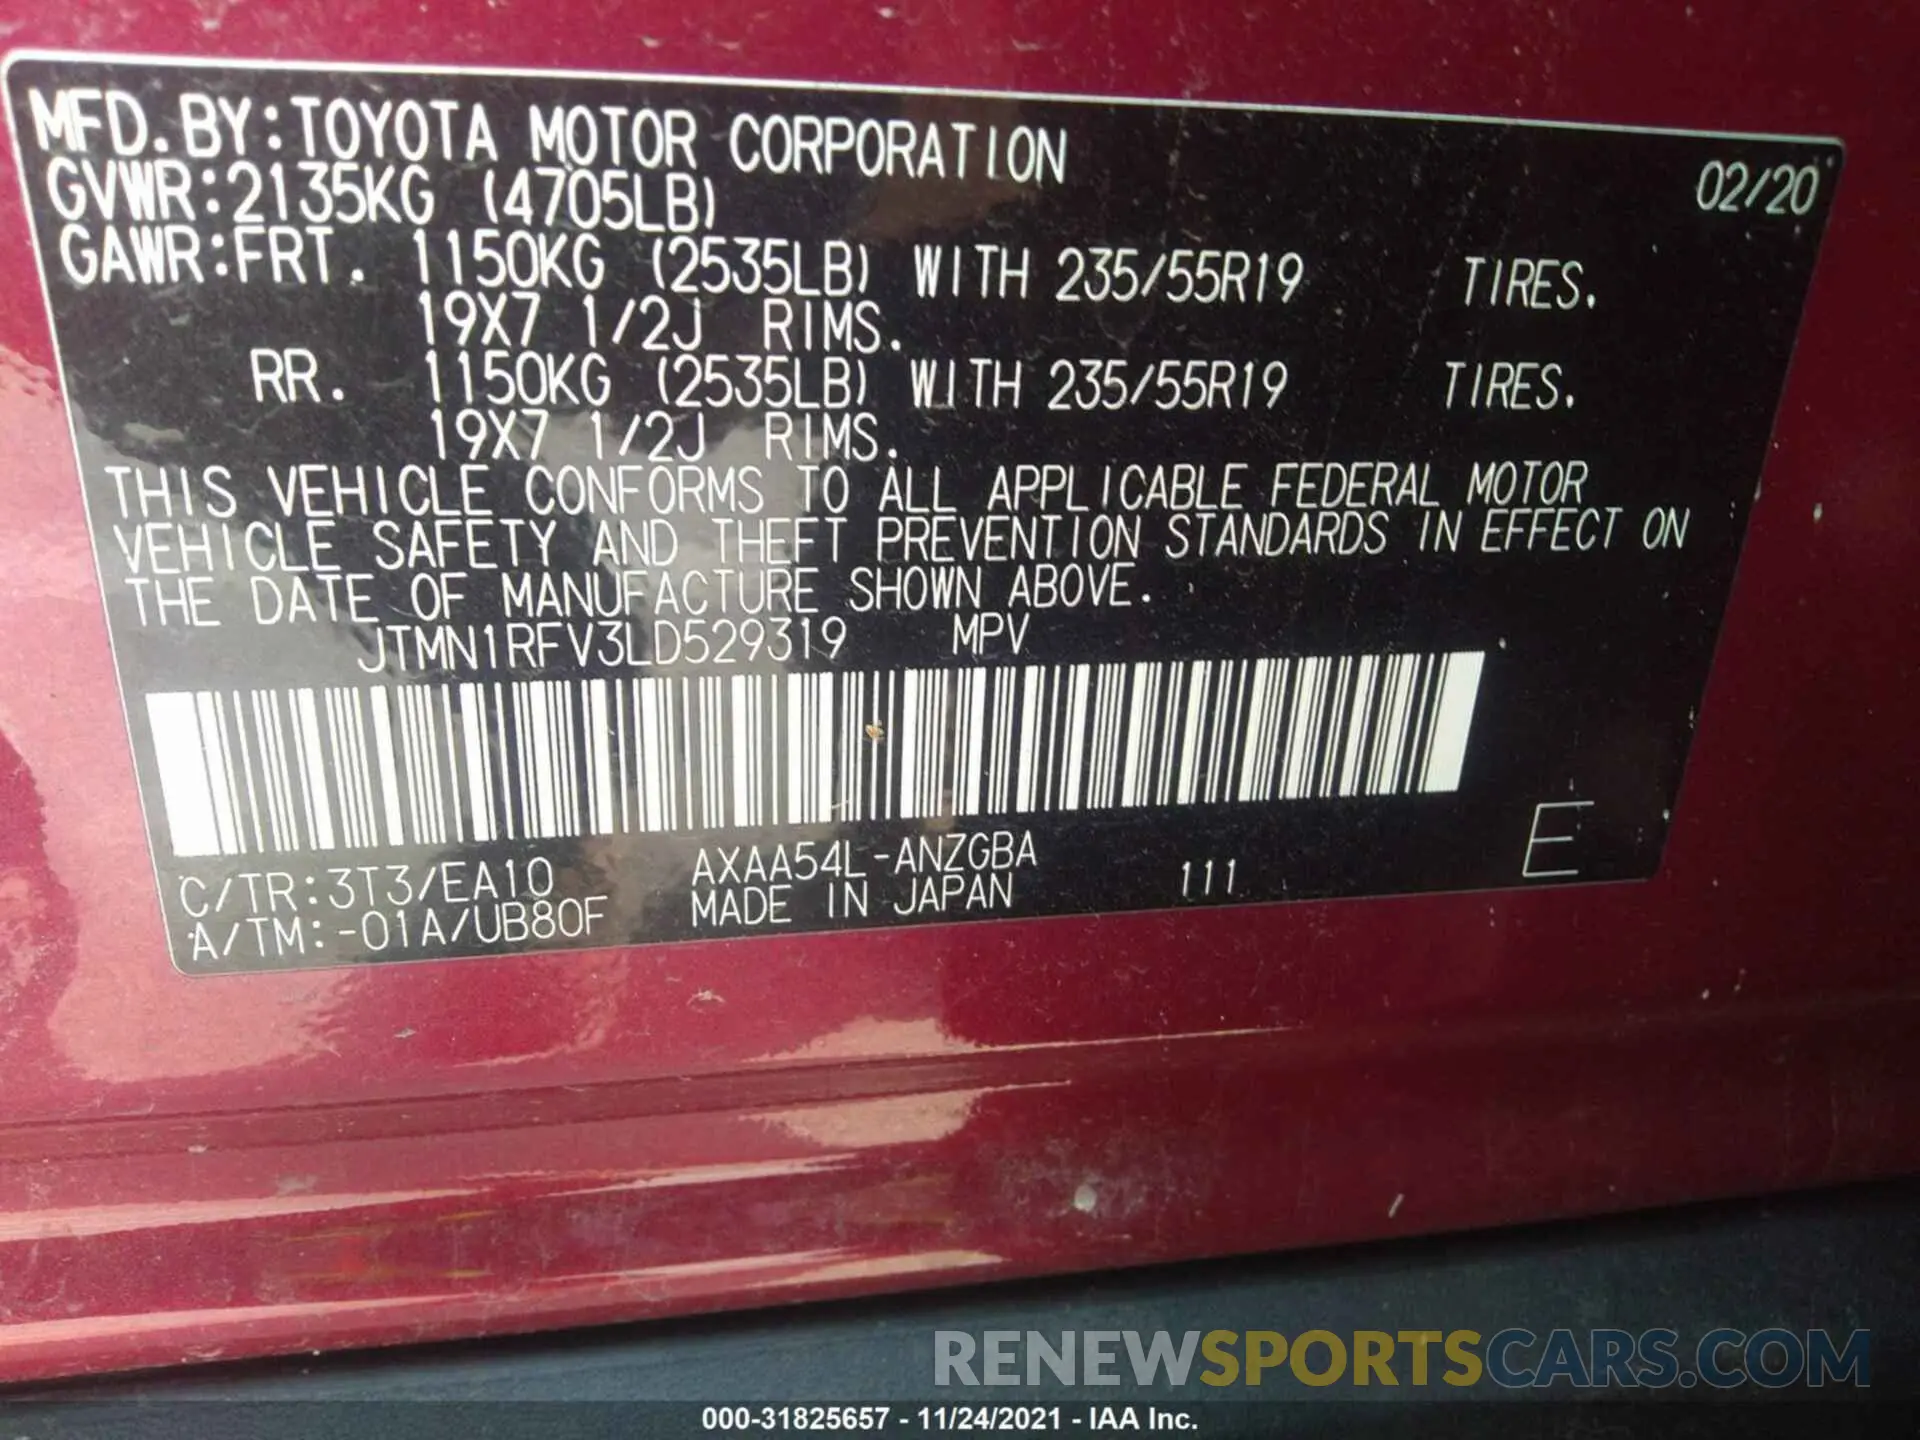 MFD. BY: TOYOTA MOTOR CORPORATION 02/20
GVWR: 2135KG (4705LB)
GAWR: FRT. 1150KG (2535LB) WITH 235/55R19 TIRES.
19X7 1/2J RIMS.
RR. 1150KG (2535LB) WITH 235/55R19 TIRES.
19X7 1/2J RIMS.
THIS VEHICLE CONFORMS TO ALL APPLICABLE FEDERAL MOTOR
VEHICLE SAFETY AND THEFT PREVENTION STANDARDS IN EFFECT ON
THE DATE OF MANUFACTURE SHOWN ABOVE.
JTMN1RFV3LD529319 MPV
C/TR: 3T3/EA10 AXAA54L-ANZGBA
A/TM: -01A/UB80F MADE IN JAPAN 111 E
RENEWSPORTSCARS.COM
000-31825657 - 11/24/2021 - IAA Inc.